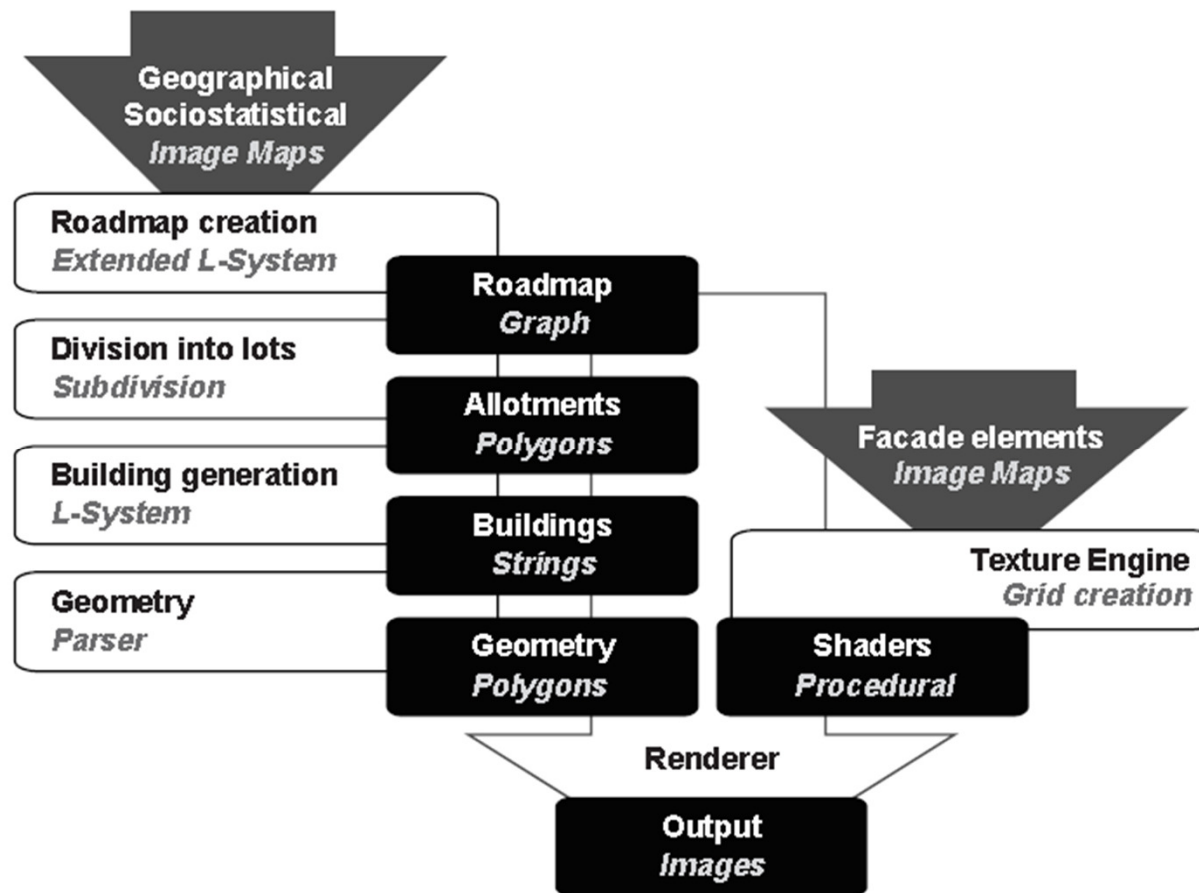 Geographical
Sociostatistical
Image Maps
Roadmap creation
Extended L-System
Roadmap
Graph
Division into lots
Subdivision
Allotments
Polygons
Facade elements
Image Maps
Building generation
L-System
Buildings
Strings
Texture Engine
Grid creation
Geometry
Parser
Geometry
Polygons
Shaders
Procedural
Renderer
Output
Images